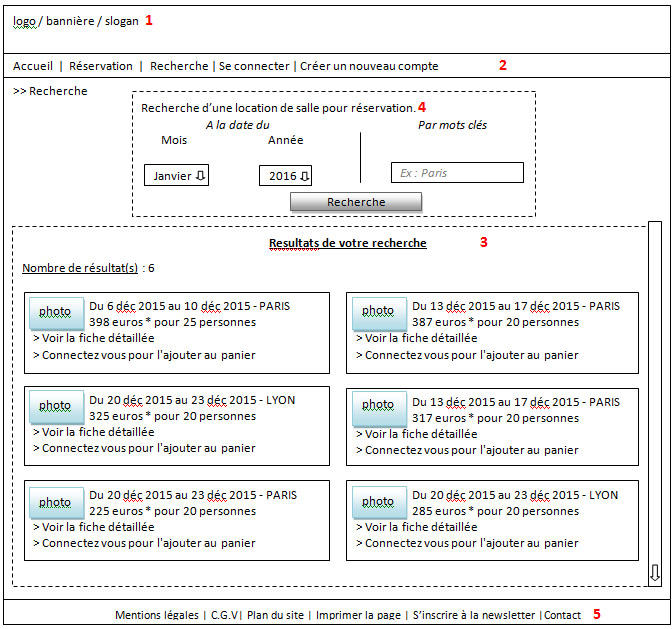 logo / bannière / slogan 1
Accueil | Réservation | Recherche | Se connecter | Créer un nouveau compte 2
>> Recherche
Recherche d’une location de salle pour réservation. 4
A la date du
Par mots clés
Mois
Année
Janvier
2016
Ex : Paris
Recherche
Resultats de votre recherche 3
Nombre de résultat(s) : 6
photo
Du 6 déc 2015 au 10 déc 2015 - PARIS
398 euros * pour 25 personnes
> Voir la fiche détaillée
> Connectez vous pour l'ajouter au panier
photo
Du 13 déc 2015 au 17 déc 2015 - PARIS
387 euros * pour 20 personnes
> Voir la fiche détaillée
> Connectez vous pour l'ajouter au panier
photo
Du 20 déc 2015 au 23 déc 2015 - LYON
325 euros * pour 20 personnes
> Voir la fiche détaillée
> Connectez vous pour l'ajouter au panier
photo
Du 13 déc 2015 au 17 déc 2015 - PARIS
317 euros * pour 20 personnes
> Voir la fiche détaillée
> Connectez vous pour l'ajouter au panier
photo
Du 20 déc 2015 au 23 déc 2015 - PARIS
225 euros * pour 20 personnes
> Voir la fiche détaillée
> Connectez vous pour l'ajouter au panier
photo
Du 20 déc 2015 au 23 déc 2015 - LYON
285 euros * pour 20 personnes
> Voir la fiche détaillée
> Connectez vous pour l'ajouter au panier
Mentions légales | C.G.V | Plan du site | Imprimer la page | S’inscrire à la newsletter | Contact 5